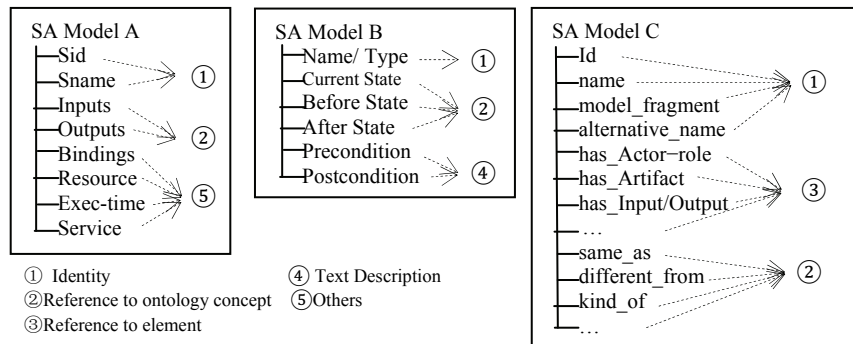 SA Model A
Sid
Sname
Inputs
Outputs
Bindings
Resource
Exec-time
Service
①
②
⑤
SA Model B
Name/ Type
Current State
Before State
After State
Precondition
Postcondition
①
②
④
SA Model C
Id
name
model_fragment
alternative_name
has_Actor−role
has_Artifact
has_Input/Output
…
same_as
different_from
kind_of
…
①
③
②
① Identity
②Reference to ontology concept
③Reference to element
④ Text Description
⑤Others